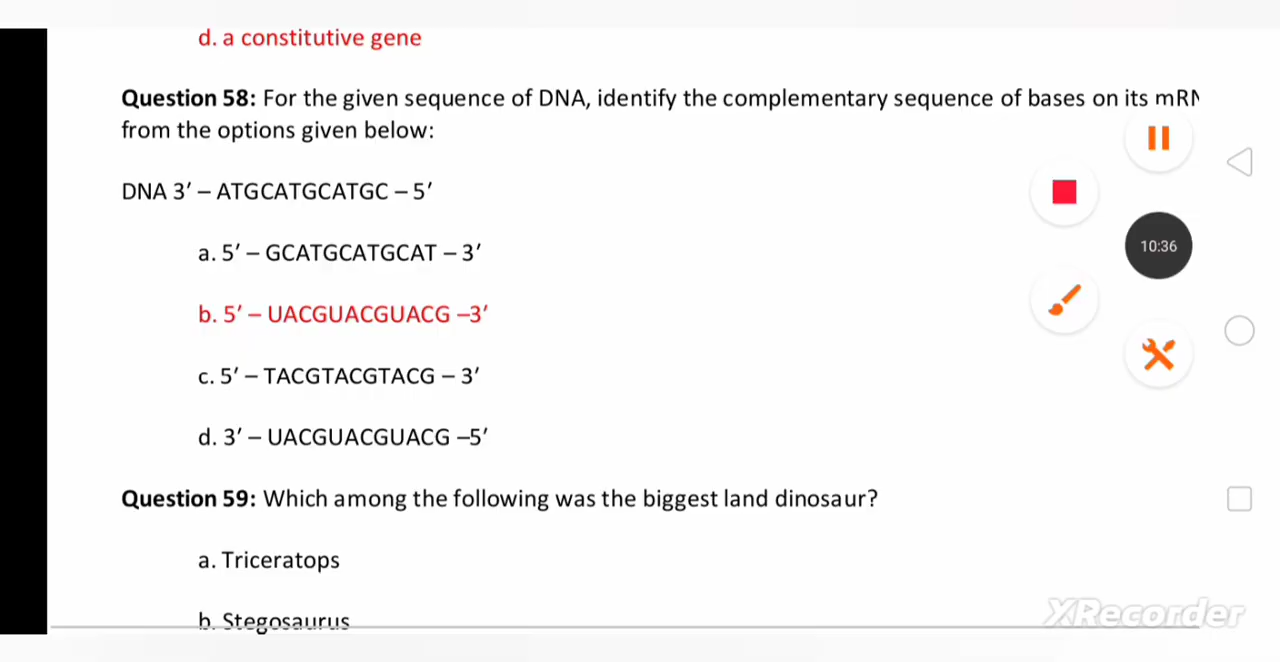 d. a constitutive gene
Question 58: For the given sequence of DNA, identify the complementary sequence of bases on its mRN
from the options given below:
DNA 3′ – ATGCATGCATGC – 5′
a. 5′ – GCATGCATGCAT – 3′
b. 5′ – UACGUACGUACG –3′
c. 5′ – TACGTACGTACG – 3′
d. 3′ – UACGUACGUACG –5′
10:36
Question 59: Which among the following was the biggest land dinosaur?
a. Triceratops
b. Stegosaurus
XRecorder